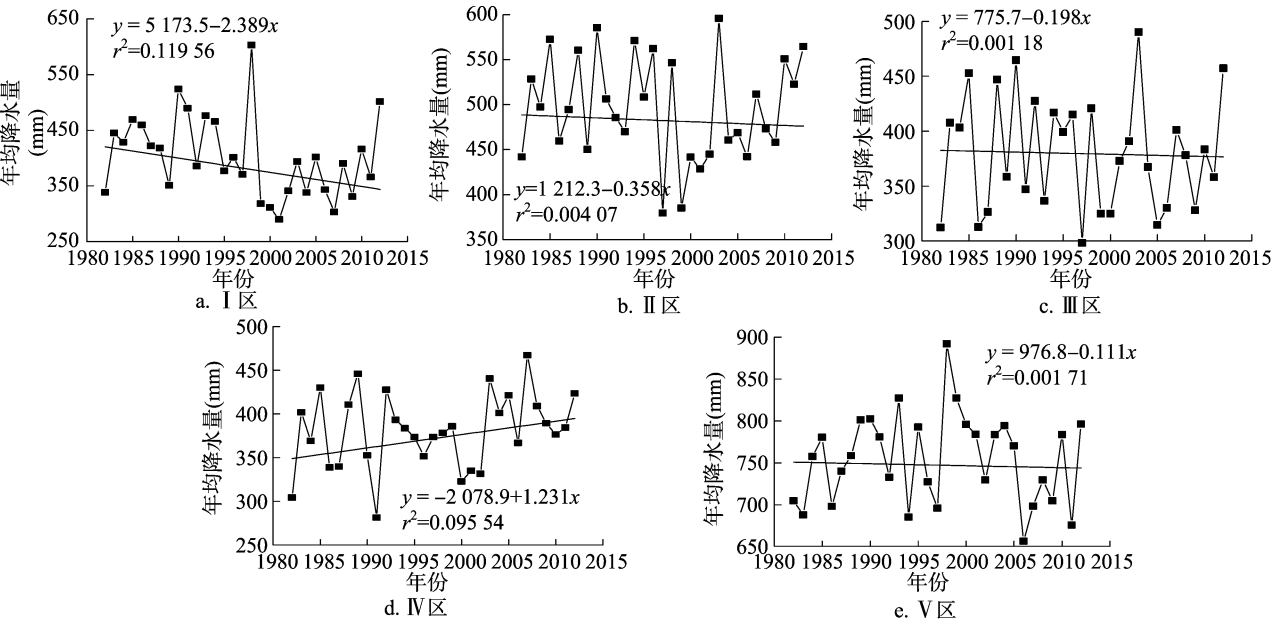 650
550
450
350
250
年均降水量
(mm)
y = 5 173.5–2.389x
r²=0.119 56
1980 1985 1990 1995 2000 2005 2010 2015
年份
a. Ⅰ区
600
550
500
450
400
350
年均降水量(mm)
y=1 212.3–0.358x
r²=0.004 07
1980 1985 1990 1995 2000 2005 2010 2015
年份
b. Ⅱ区
500
450
400
350
300
年均降水量(mm)
y = 775.7–0.198x
r²=0.001 18
1980 1985 1990 1995 2000 2005 2010 2015
年份
c. Ⅲ区
500
450
400
350
300
250
年均降水量(mm)
y = –2 078.9+1.231x
r²=0.095 54
1980 1985 1990 1995 2000 2005 2010 2015
年份
d. Ⅳ区
900
850
800
750
700
650
年均降水量(mm)
y = 976.8–0.111x
r²=0.001 71
1980 1985 1990 1995 2000 2005 2010 2015
年份
e. Ⅴ区